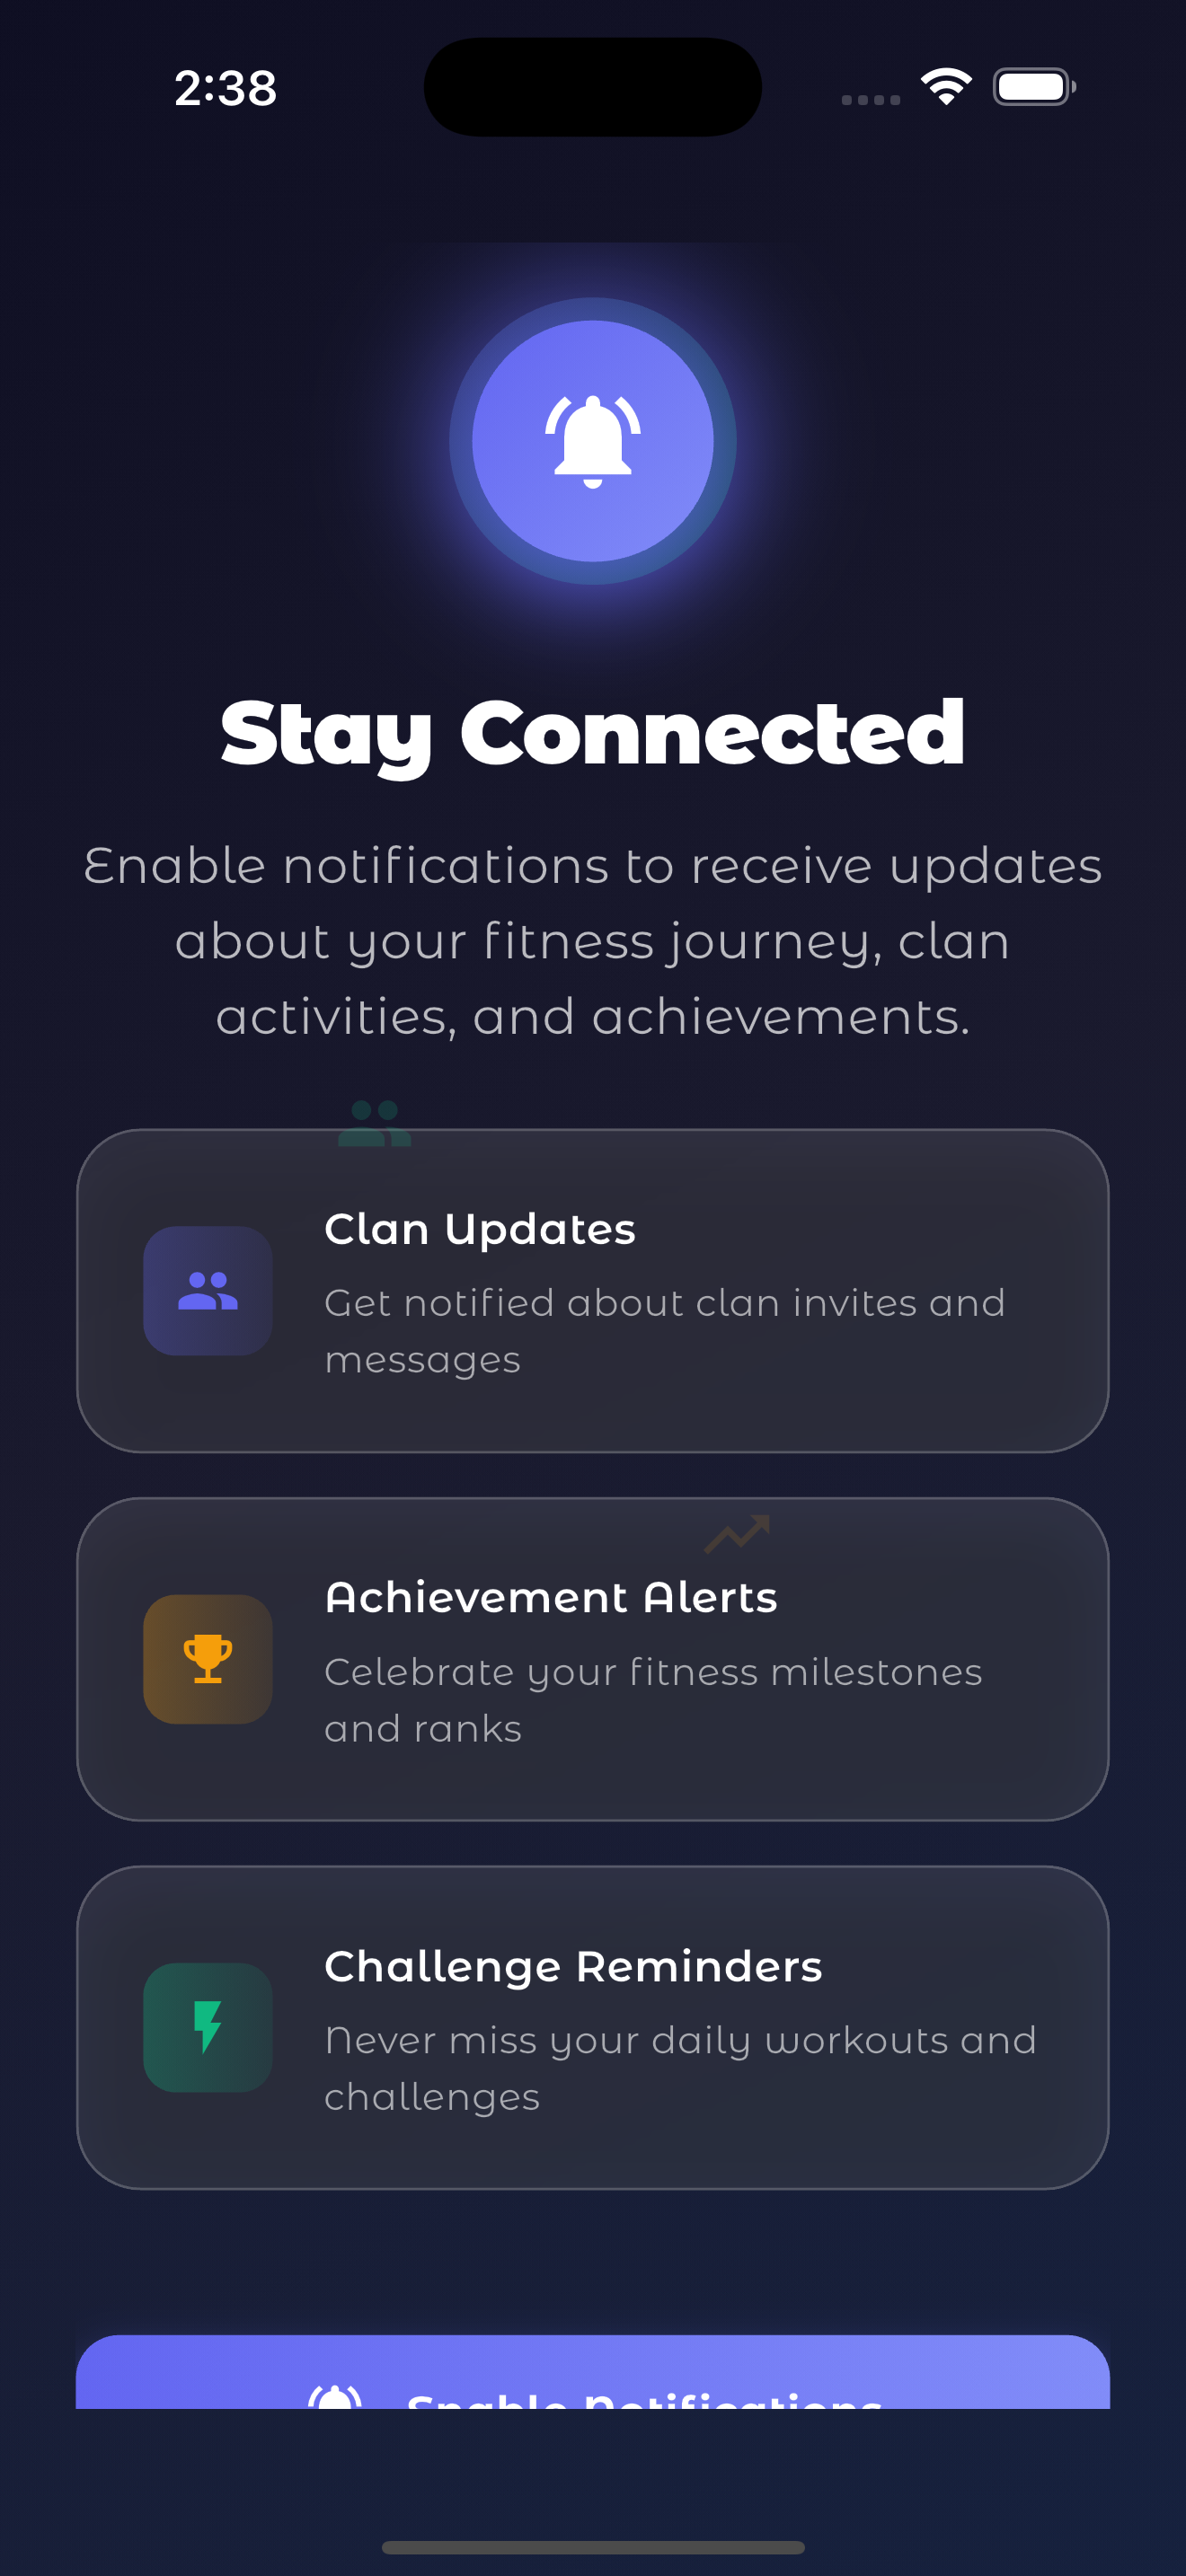 2:38
Stay Connected
Enable notifications to receive updates
about your fitness journey, clan
activities, and achievements.
Clan Updates
Get notified about clan invites and
messages
Achievement Alerts
Celebrate your fitness milestones
and ranks
Challenge Reminders
Never miss your daily workouts and
challenges
Enable Notifications